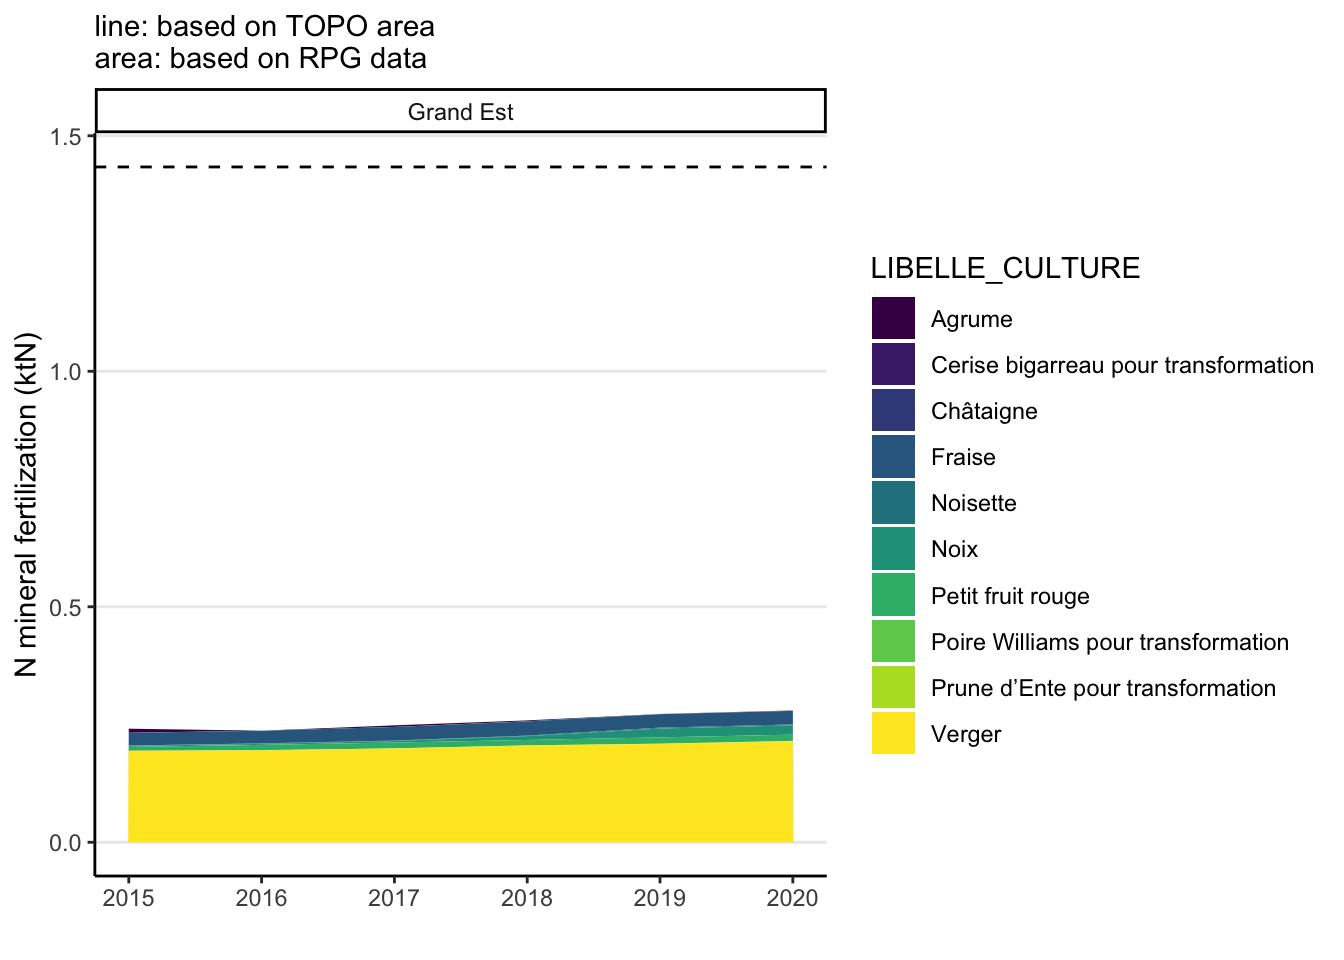 line: based on TOPO area
area: based on RPG data
Grand Est
1.5
1.0
0.5
0.0
N mineral fertilization (ktN)
2015 2016 2017 2018 2019 2020
LIBELLE_CULTURE
Agrume
Cerise bigarreau pour transformation
Châtaigne
Fraise
Noisette
Noix
Petit fruit rouge
Poire Williams pour transformation
Prune d’Ente pour transformation
Verger